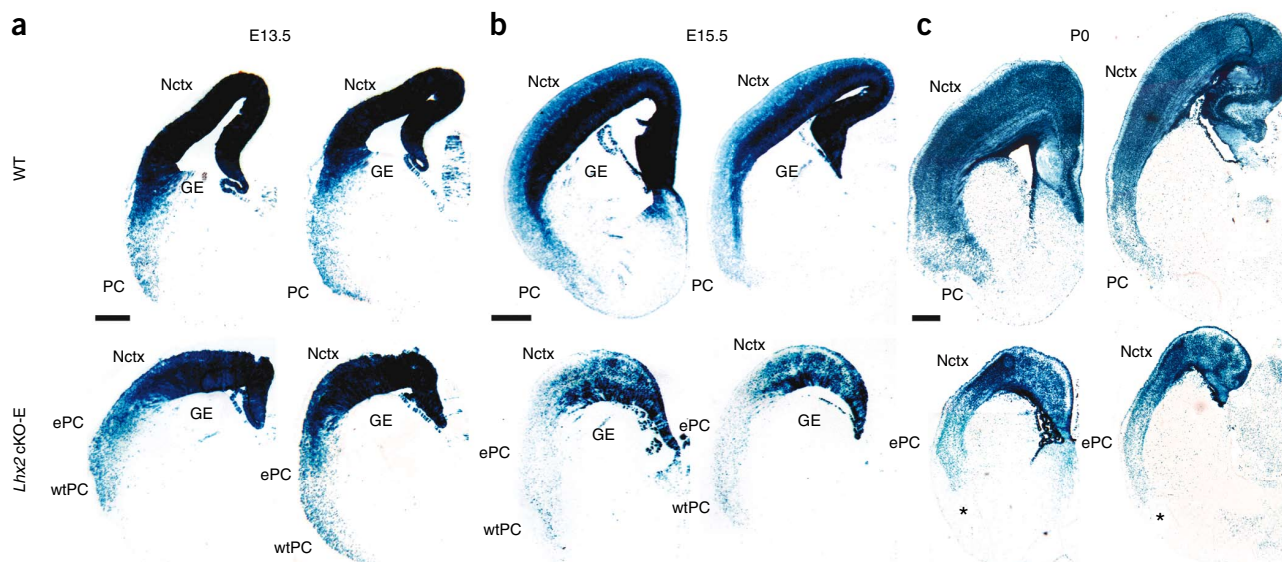 a
E13.5
b
E15.5
c
P0
WT
Nctx
Nctx
GE
GE
PC
PC
Nctx
Nctx
GE
GE
PC
PC
Nctx
Nctx
PC
PC
Lhx2 cKO-E
Nctx
Nctx
GE
GE
ePC
ePC
wtPC
wtPC
Nctx
Nctx
GE
GE
ePC
ePC
wtPC
wtPC
Nctx
Nctx
ePC
ePC
*
*